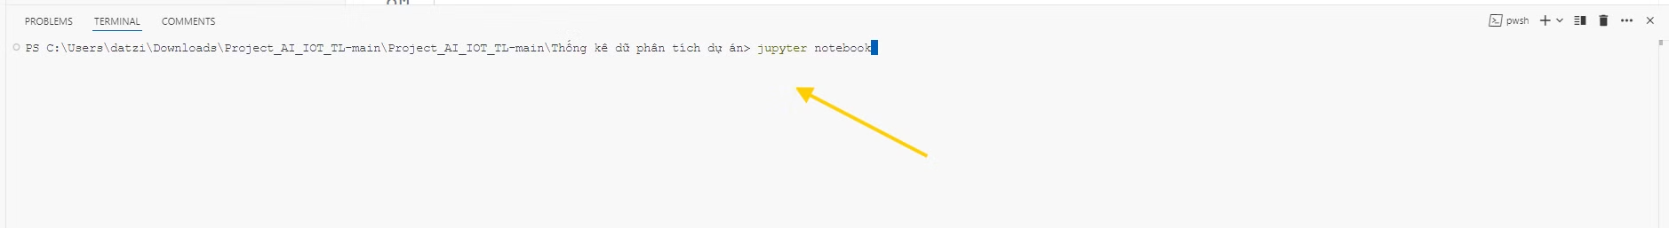 PROBLEMS TERMINAL COMMENTS pwsh
PS C:\Users\datzi\Downloads\Project_AI_IOT_TL-main\Project_AI_IOT_TL-main\Thống kê dữ phân tích dự án> jupyter notebook